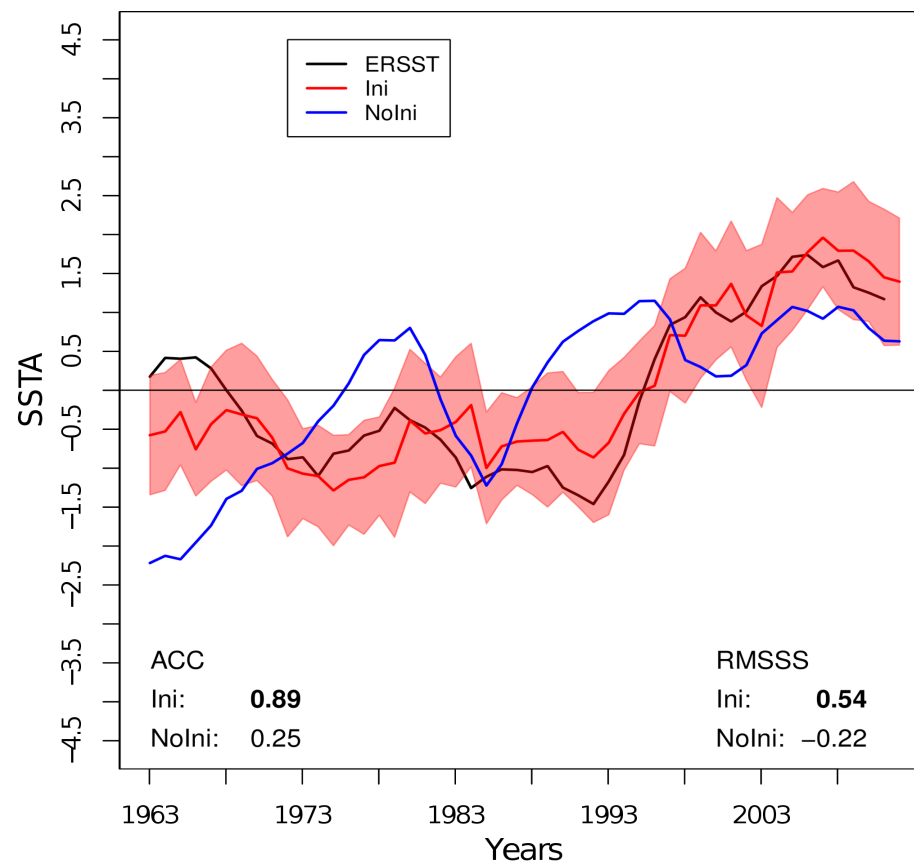 4.5
3.5
2.5
1.5
0.5
−0.5
−1.5
−2.5
−3.5
−4.5
SSTA
ERSST
Ini
NoIni
ACC
Ini: 0.89
NoIni: 0.25
RMSSS
Ini: 0.54
NoIni: −0.22
1963 1973 1983 1993 2003
Years